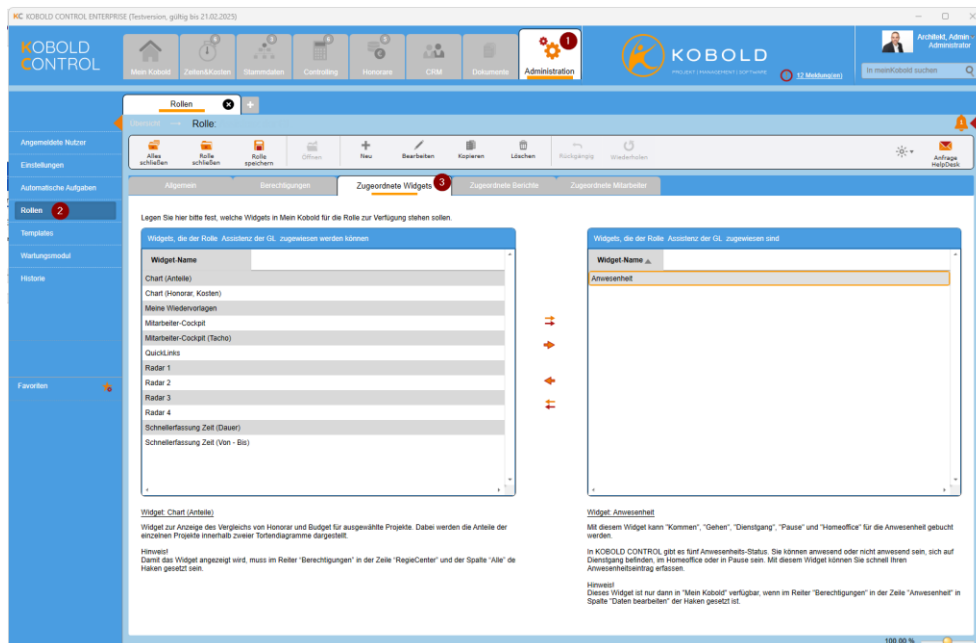 KC KOBOLD CONTROL ENTERPRISE (Testversion, gültig bis 21.02.2025)
KOBOLD
CONTROL
Mein Kobold
Zeiten&Kosten
Stammdaten
Controlling
Honorare
CRM
Dokumente
Administration
1
KOBOLD
PROJEKT | MANAGEMENT | SOFTWARE
12 Meldung(en)
Architekt, Admin -
Administrator
In meinKobold suchen
Rollen
Übersicht
Rolle:
Angemeldete Nutzer
Einstellungen
Automatische Aufgaben
Rollen 2
Templates
Wartungsmodul
Historie
Favoriten
Alles schließen
Rolle schließen
Rolle speichern
Öffnen
Neu
Bearbeiten
Kopieren
Löschen
Rückgängig
Wiederholen
Anfrage HelpDesk
Allgemein
Berechtigungen
Zugeordnete Widgets 3
Zugeordnete Berichte
Zugeordnete Mitarbeiter
Legen Sie hier bitte fest, welche Widgets in Mein Kobold für die Rolle zur Verfügung stehen sollen.
Widgets, die der Rolle Assistenz der GL zugewiesen werden können
Widget-Name
Chart (Anteile)
Chart (Honorar, Kosten)
Meine Wiedervorlagen
Mitarbeiter-Cockpit
Mitarbeiter-Cockpit (Tacho)
QuickLinks
Radar 1
Radar 2
Radar 3
Radar 4
Schnellerfassung Zeit (Dauer)
Schnellerfassung Zeit (Von - Bis)
Widgets, die der Rolle Assistenz der GL zugewiesen sind
Widget-Name
Anwesenheit
Widget: Chart (Anteile)
Widget zur Anzeige des Vergleichs von Honorar und Budget für ausgewählte Projekte. Dabei werden die Anteile der
einzelnen Projekte innerhalb zweier Tortendiagramme dargestellt.
Hinweis!
Damit das Widget angezeigt wird, muss im Reiter "Berechtigungen" in der Zeile "RegieCenter" und der Spalte "Alle" de
Haken gesetzt sein.
Widget: Anwesenheit
Mit diesem Widget kann "Kommen", "Gehen", "Dienstgang", "Pause" und "Homeoffice" für die Anwesenheit gebucht
werden.
In KOBOLD CONTROL gibt es fünf Anwesenheits-Status. Sie können anwesend oder nicht anwesend sein, sich auf
Dienstgang befinden, im Homeoffice oder in Pause sein. Mit diesem Widget können Sie schnell Ihren
Anwesenheitseintrag erfassen.
Hinweis!
Dieses Widget ist nur dann in "Mein Kobold" verfügbar, wenn im Reiter "Berechtigungen" in der Zeile "Anwesenheit" in
Spalte "Daten bearbeiten" der Haken gesetzt ist.
100,00 %